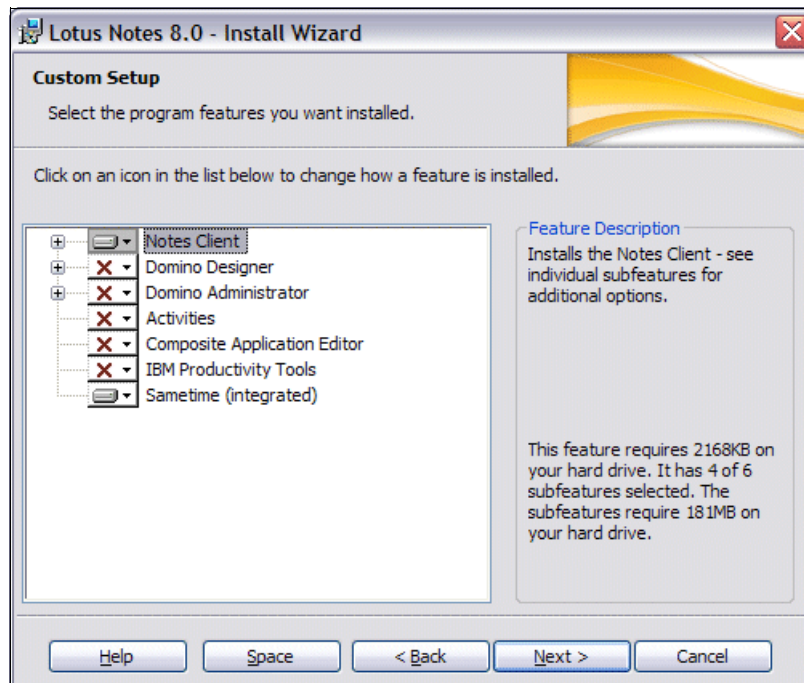 Lotus Notes 8.0 - Install Wizard
Custom Setup
Select the program features you want installed.
Click on an icon in the list below to change how a feature is installed.
Notes Client
Domino Designer
Domino Administrator
Activities
Composite Application Editor
IBM Productivity Tools
Sametime (integrated)
Feature Description
Installs the Notes Client - see
individual subfeatures for
additional options.
This feature requires 2168KB on
your hard drive. It has 4 of 6
subfeatures selected. The
subfeatures require 181MB on
your hard drive.
Help
Space
< Back
Next >
Cancel